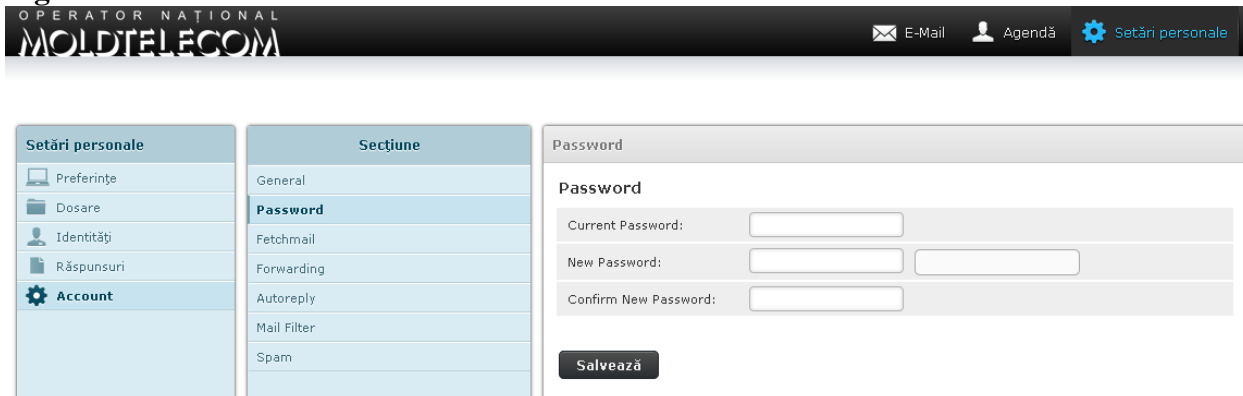 OPERATOR NAȚIONAL
MOLDTELECOM
E-Mail
Agendă
Setări personale
Setări personale
Preferințe
Dosare
Identități
Răspunsuri
Account
Secțiune
General
Password
Fetchmail
Forwarding
Autoreply
Mail Filter
Spam
Password
Password
Current Password:
New Password:
Confirm New Password:
Salvează